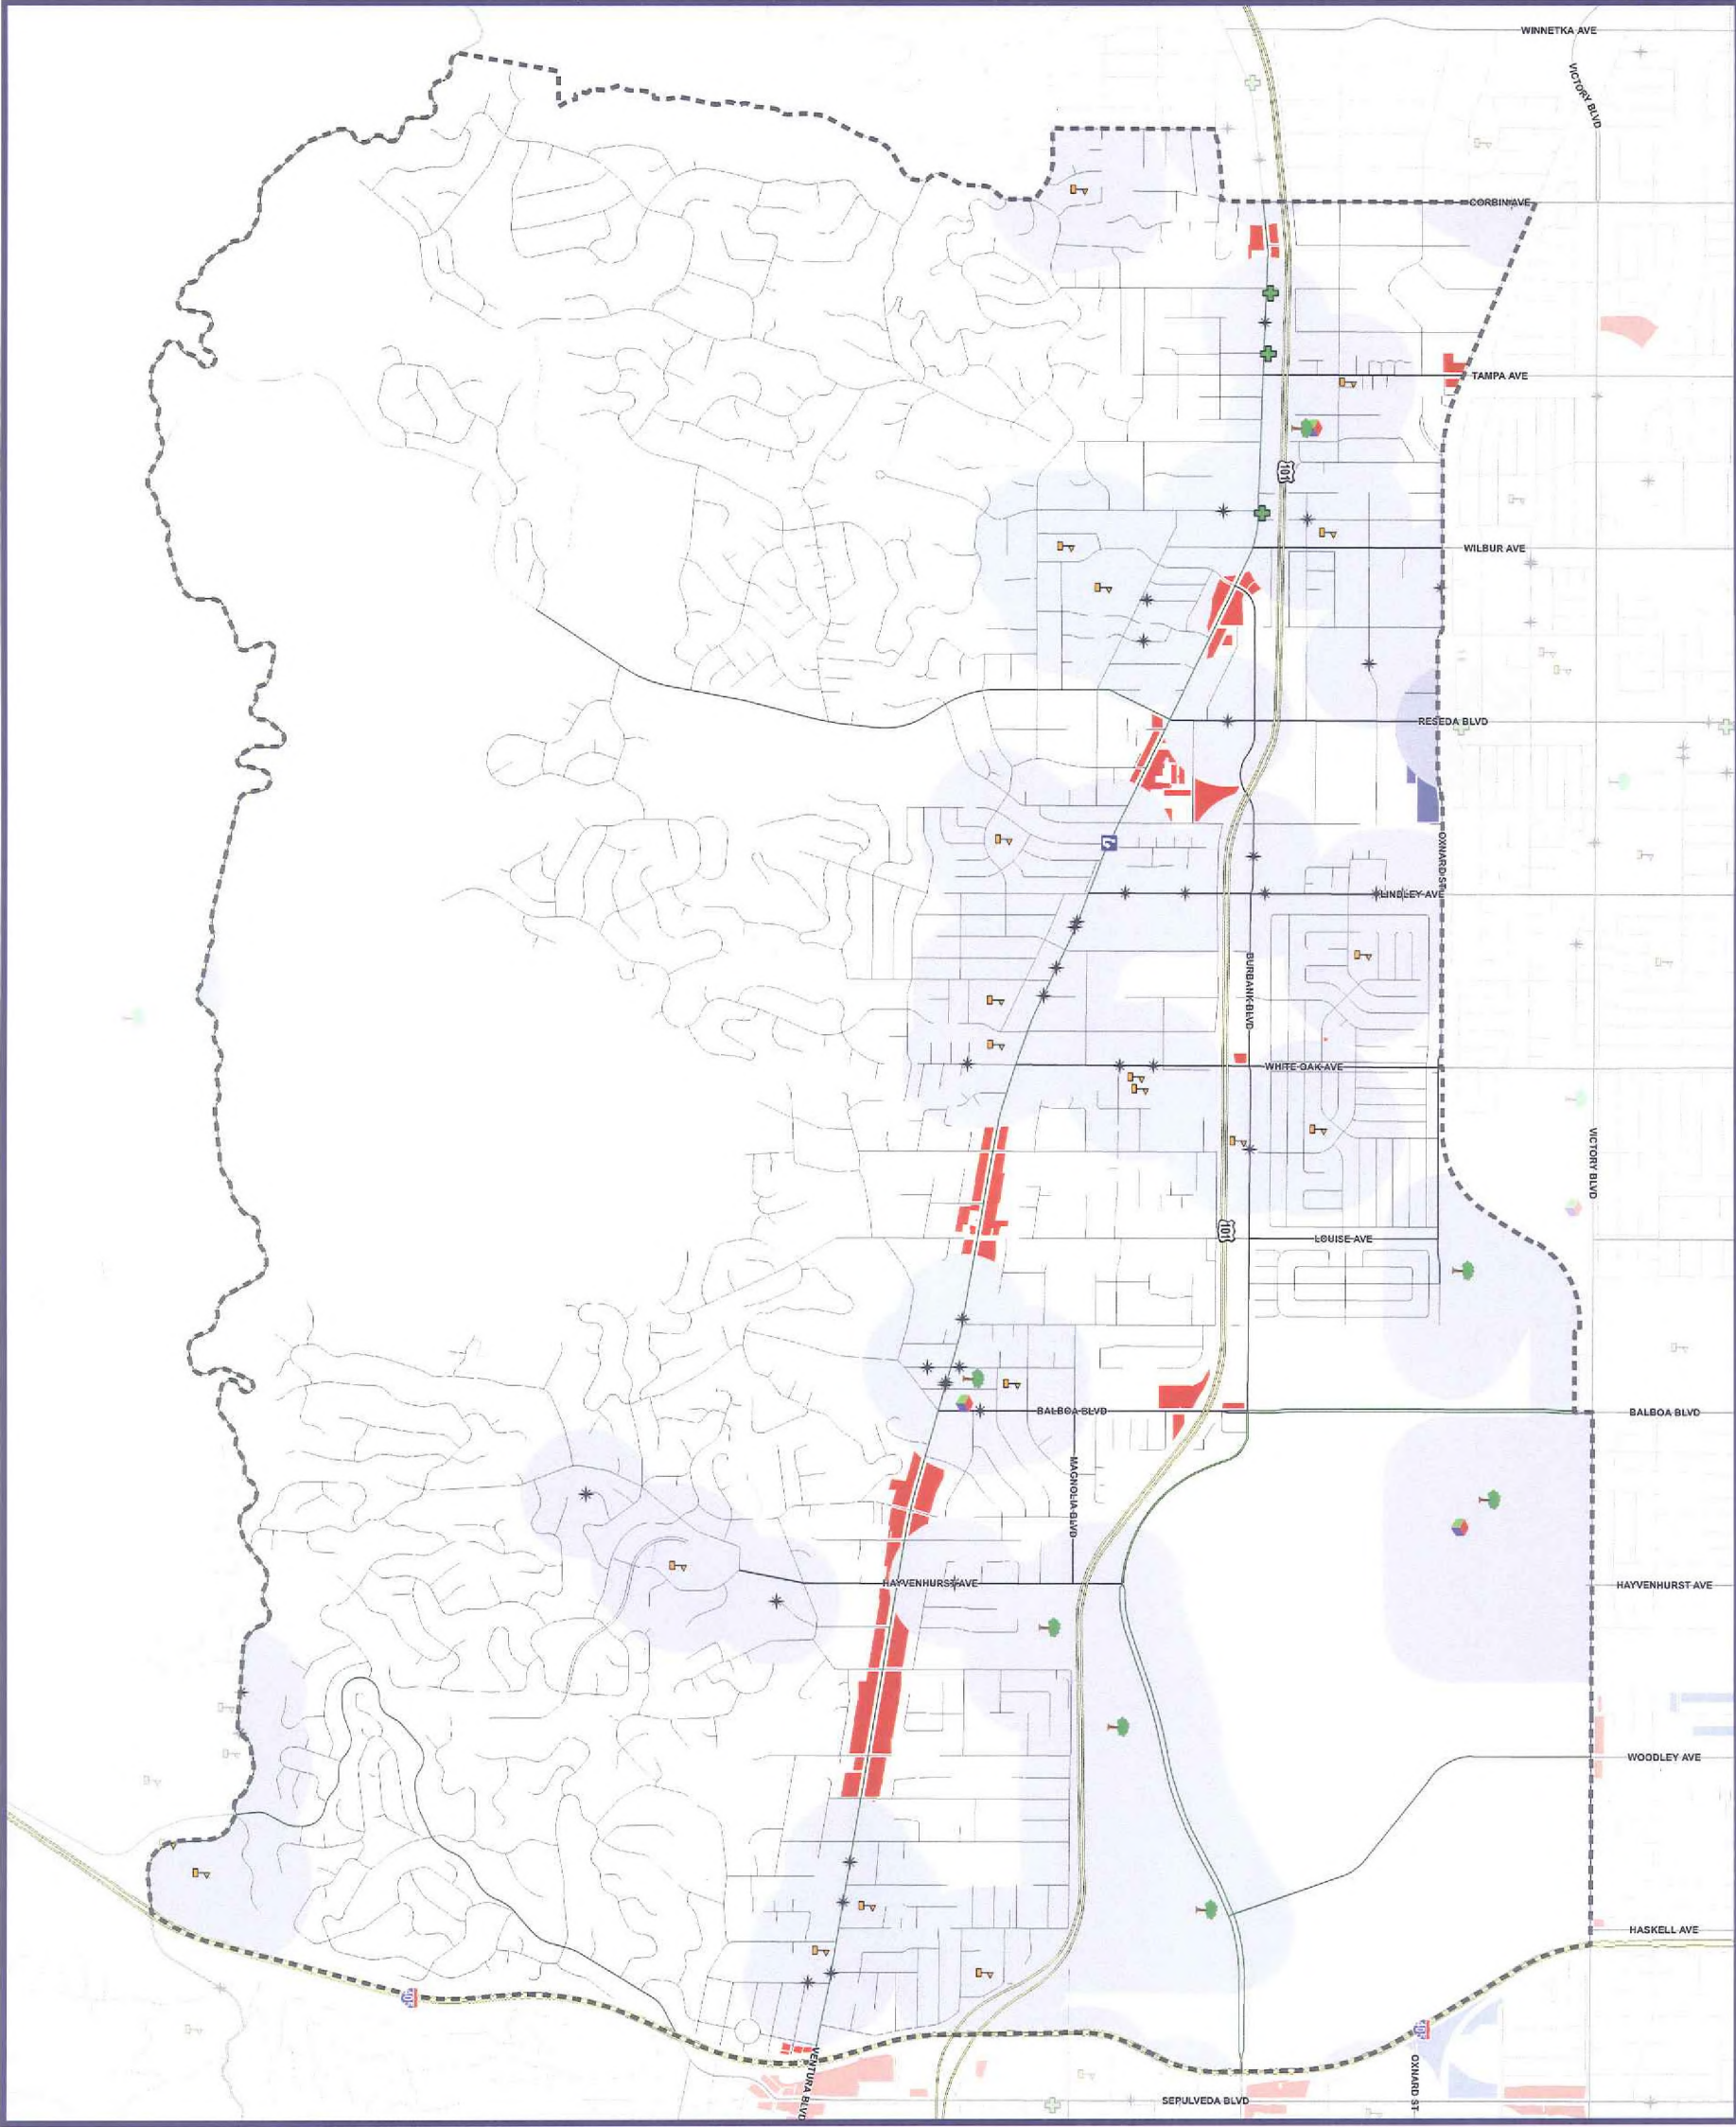 WINNETKA AVE
VICTORY BLVD
CORBIN AVE
TAMPA AVE
101
WILBUR AVE
RESEDA BLVD
OXNARD ST
LINDLEY AVE
BURBANK BLVD
WHITE OAK AVE
VICTORY BLVD
101
LOUISE AVE
BALBOA BLVD
BALBOA BLVD
MAGNOLIA BLVD
HAYVENHURST AVE
HAYVENHURST AVE
WOODLEY AVE
HASKELL AVE
405
405
VENTURA BLVD
OXNARD ST
SEPULVEDA BLVD